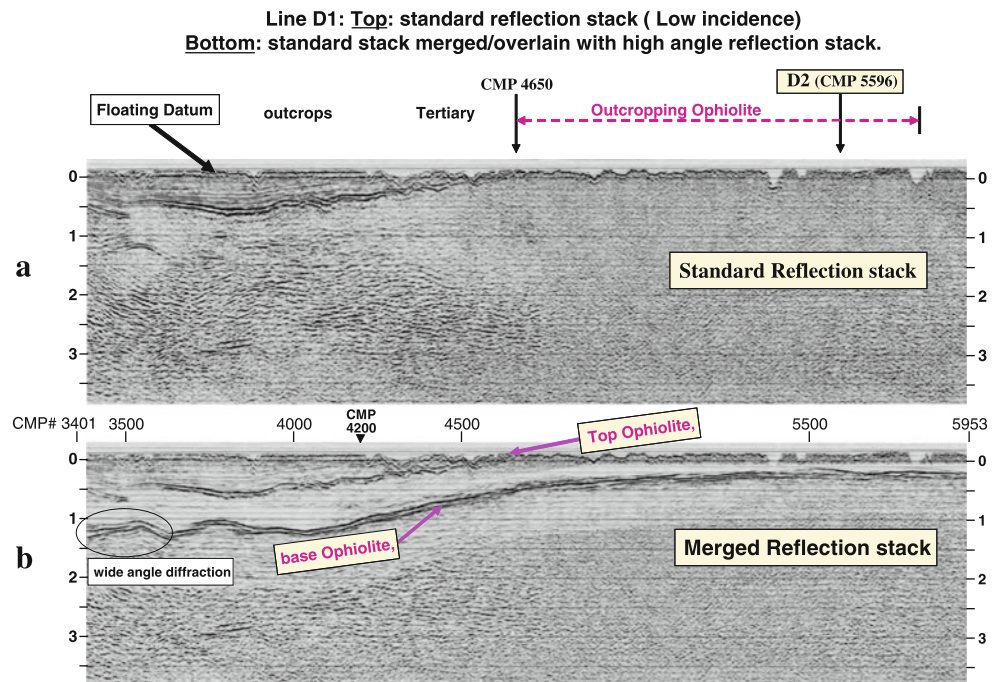 Line D1: Top: standard reflection stack ( Low incidence)
Bottom: standard stack merged/overlain with high angle reflection stack.
CMP 4650
D2 (CMP 5596)
Floating Datum
outcrops
Tertiary
Outcropping Ophiolite
0
0
1
1
a
Standard Reflection stack
2
2
3
3
CMP# 3401
3500
4000
CMP
4200
4500
5500
5953
Top Ophiolite,
0
0
1
1
base Ophiolite,
Merged Reflection stack
b
wide angle diffraction
2
2
3
3